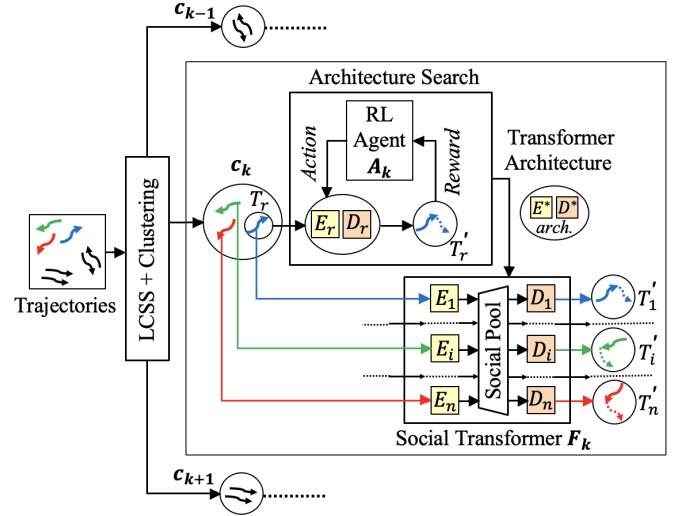 c_{k-1}
Architecture Search
RL
Agent
A_k
Action
Reward
Transformer
Architecture
E* D*
arch.
c_k
T_r
E_r D_r
T_r'
LCSS + Clustering
Trajectories
E_1
D_1
T_1'
Social Pool
E_i
D_i
T_i'
E_n
D_n
T_n'
Social Transformer F_k
c_{k+1}